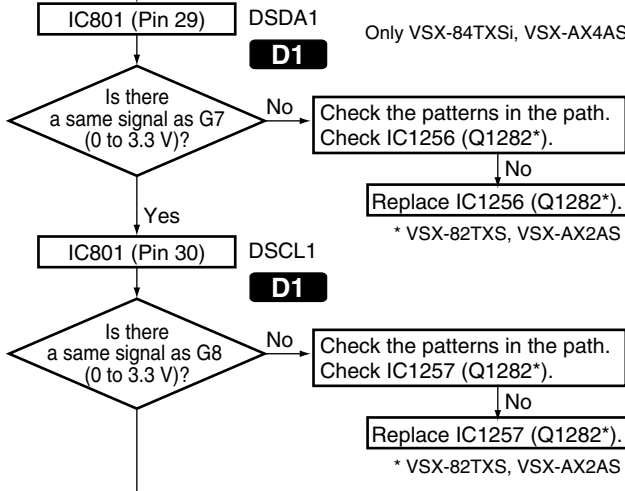 IC801 (Pin 29)
DSDA1
Only VSX-84TXSi, VSX-AX4AS
D1
Is there
a same signal as G7
(0 to 3.3 V)?
No
Check the patterns in the path.
Check IC1256 (Q1282*).
No
Replace IC1256 (Q1282*).
* VSX-82TXS, VSX-AX2AS
Yes
IC801 (Pin 30)
DSCL1
D1
Is there
a same signal as G8
(0 to 3.3 V)?
No
Check the patterns in the path.
Check IC1257 (Q1282*).
No
Replace IC1257 (Q1282*).
* VSX-82TXS, VSX-AX2AS